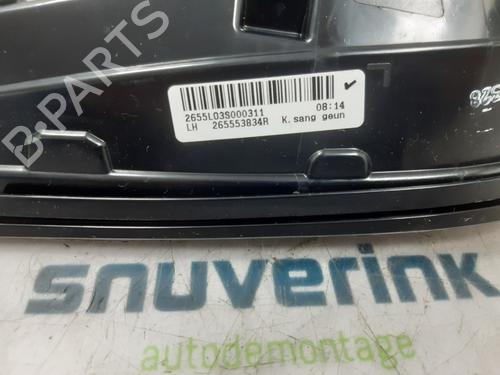 B-PARTS
2655L03S000311 08:14
LH 265553834R K.sang geun
L
snuverink
autodemontage